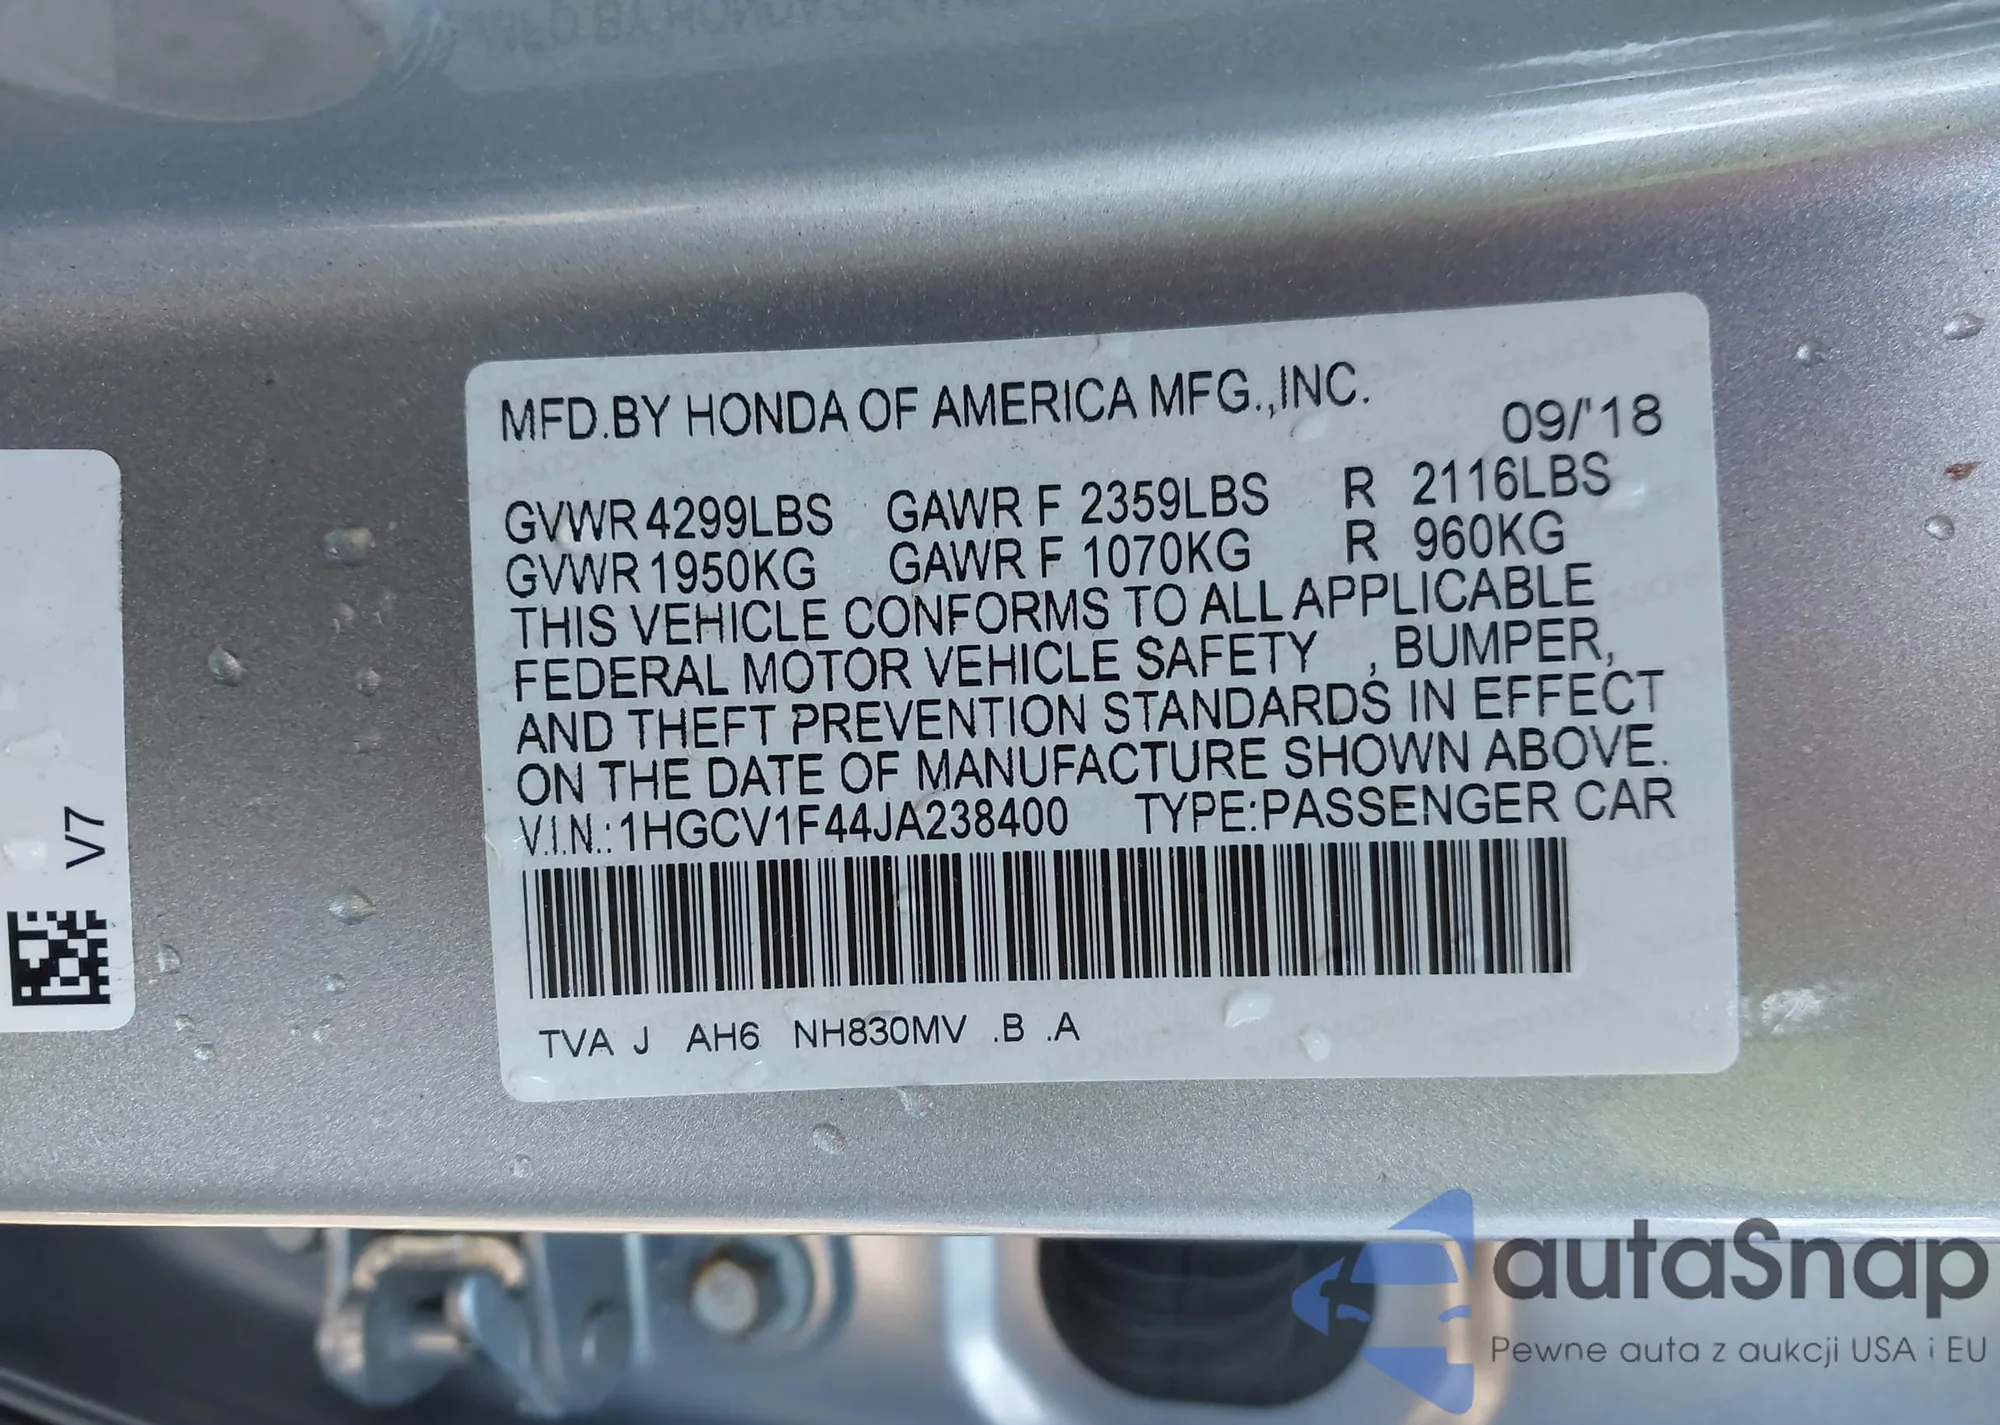 MFD.BY HONDA OF AMERICA MFG.,INC.
09/'18
GVWR 4299LBS GAWR F 2359LBS R 2116LBS
GVWR 1950KG GAWR F 1070KG R 960KG
THIS VEHICLE CONFORMS TO ALL APPLICABLE
FEDERAL MOTOR VEHICLE SAFETY , BUMPER,
AND THEFT PREVENTION STANDARDS IN EFFECT
ON THE DATE OF MANUFACTURE SHOWN ABOVE.
V.I.N.: 1HGCV1F44JA238400 TYPE:PASSENGER CAR
TVA J AH6 NH830MV .B .A
V7
autaSnap
Pewne auta z aukcji USA i EU